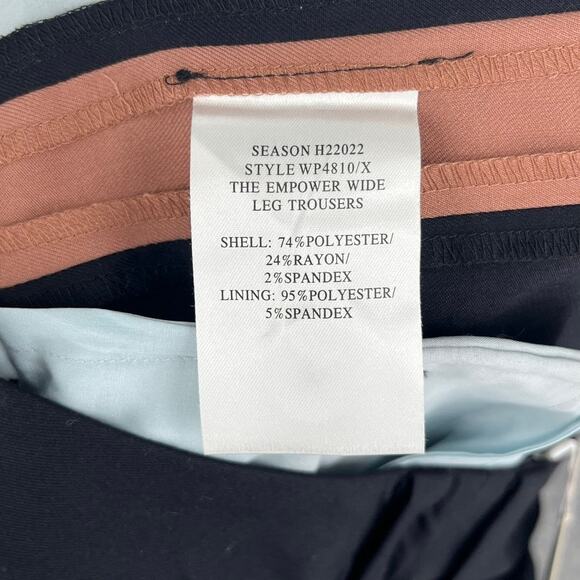 SEASON H22022
STYLE WP4810/X
THE EMPOWER WIDE
LEG TROUSERS
SHELL: 74%POLYESTER/
24%RAYON/
2%SPANDEX
LINING: 95%POLYESTER/
5%SPANDEX